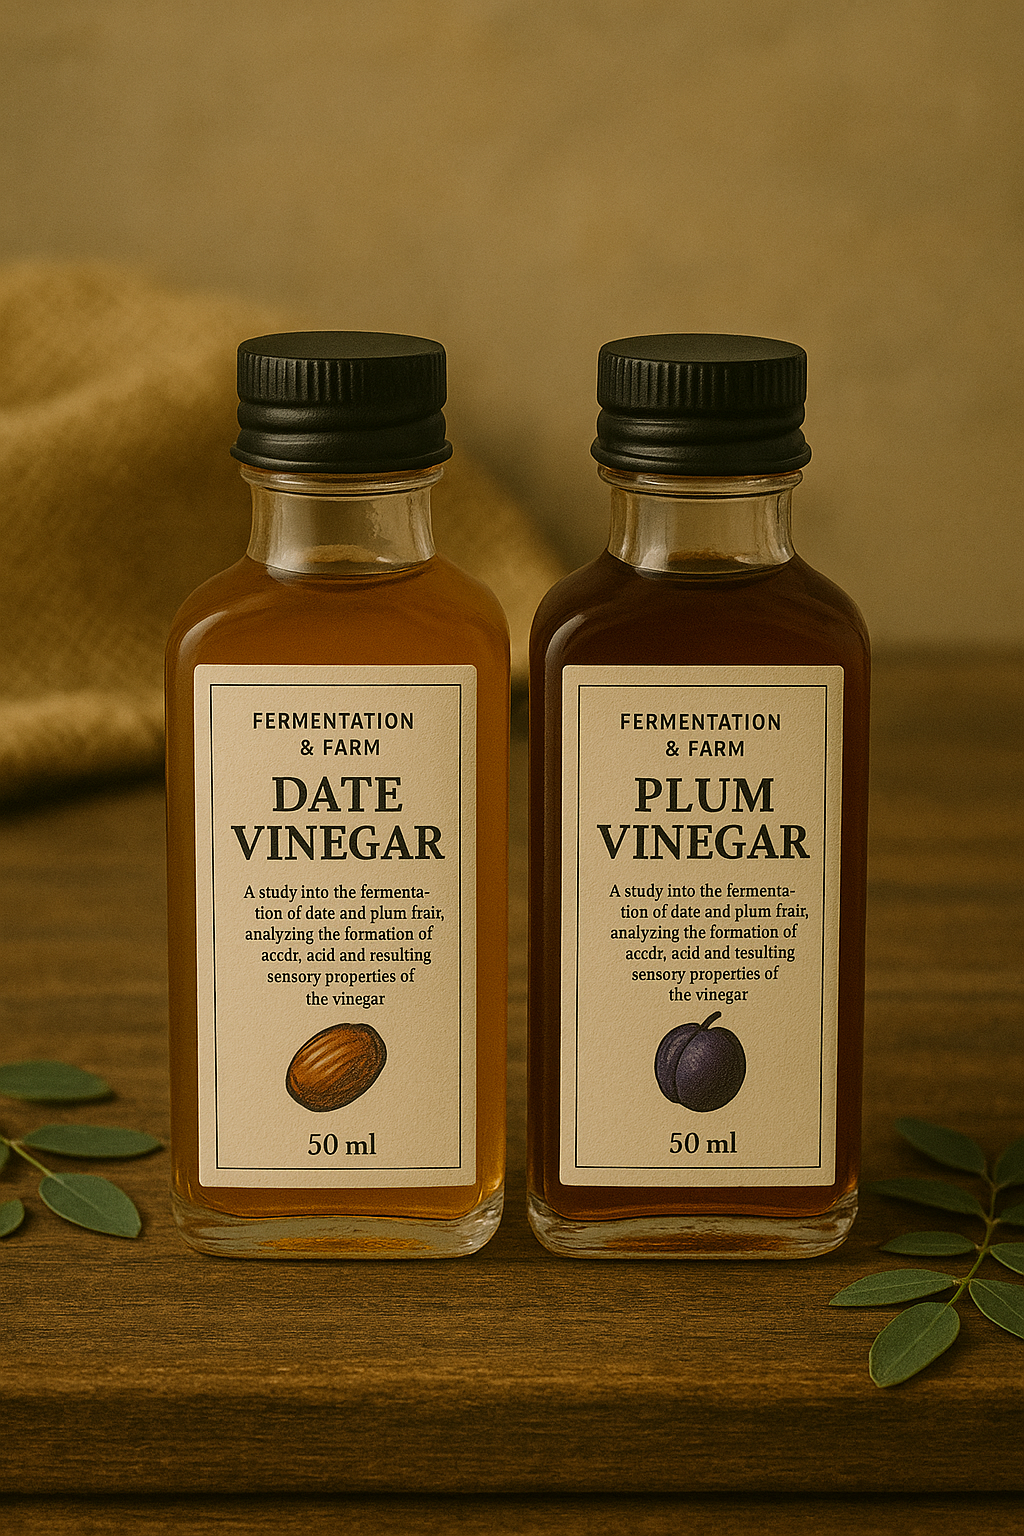 FERMENTATION
& FARM
DATE
VINEGAR
A study into the fermenta-
tion of date and plum frair,
analyzing the formation of
accdr, acid and resulting
sensory properties of
the vinegar
50 ml
FERMENTATION
& FARM
PLUM
VINEGAR
A study into the fermenta-
tion of date and plum frair,
analyzing the formation of
accdr, acid and tesulting
sensory properties of
the vinegar
50 ml